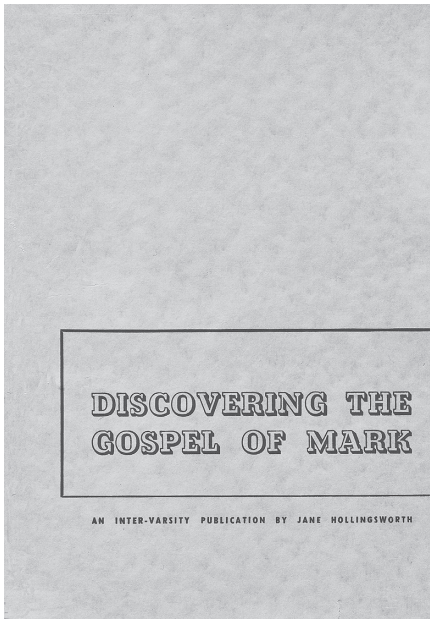 DISCOVERING THE
GOSPEL OF MARK
AN INTER-VARSITY PUBLICATION BY JANE HOLLINGSWORTH